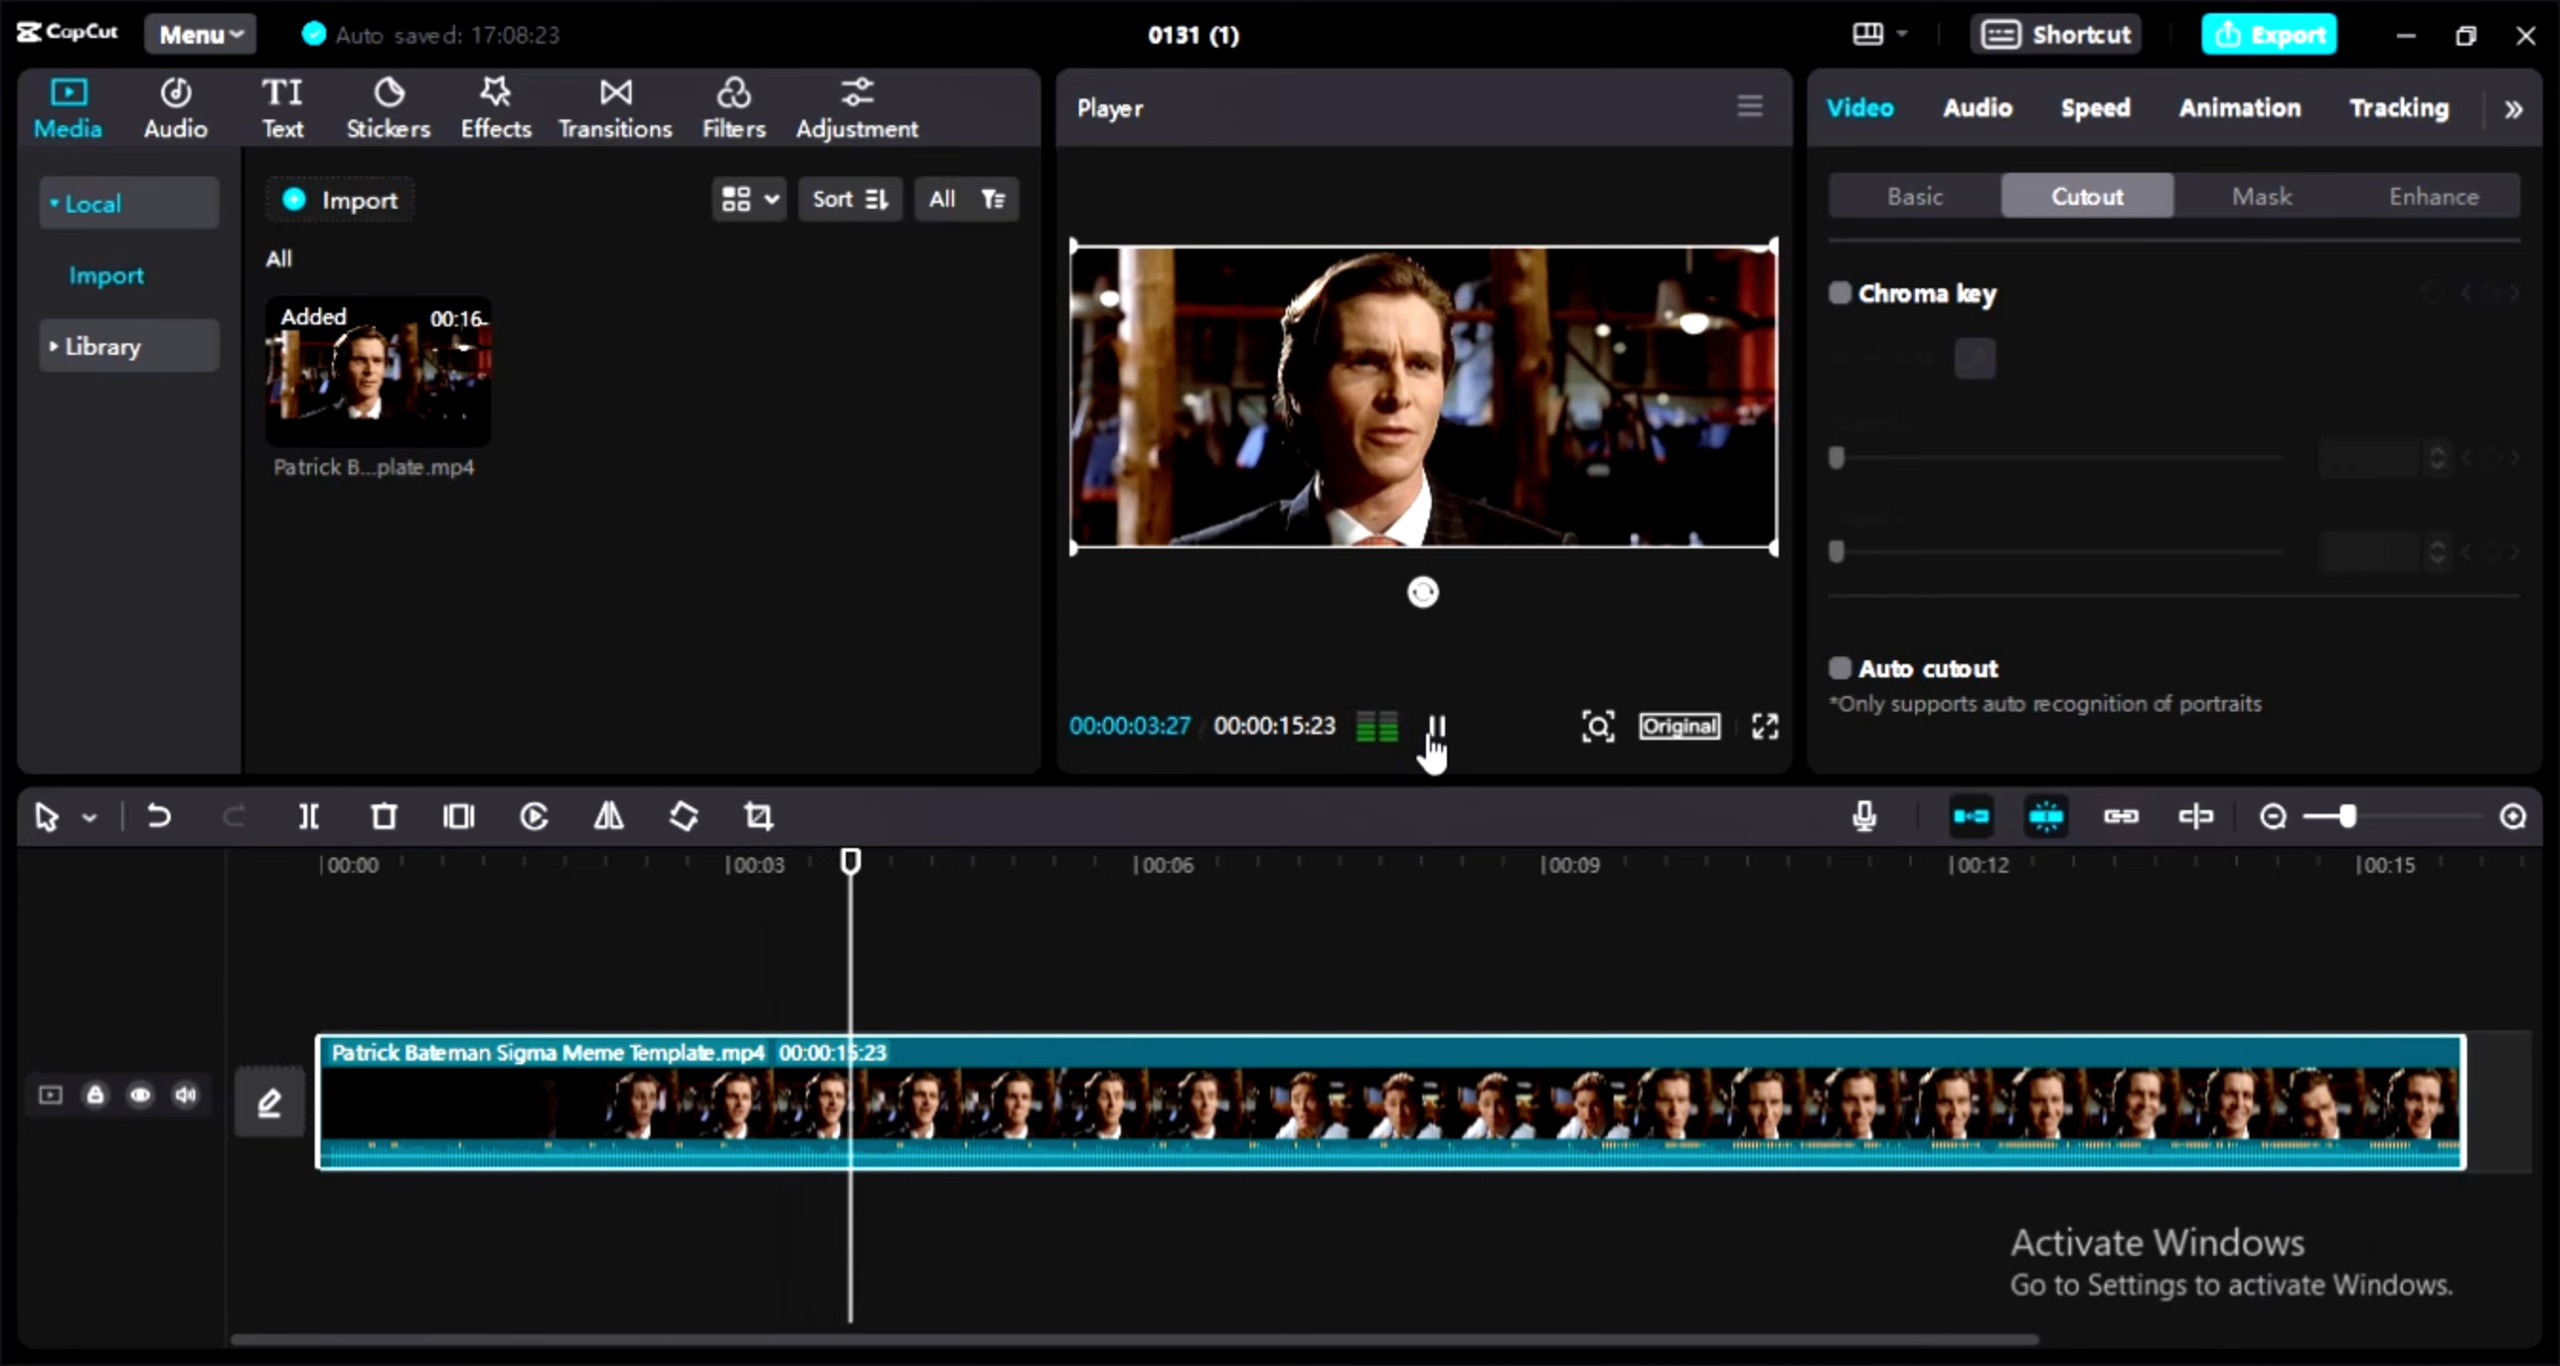 CapCut
Menu
Auto saved: 17:08:23
0131 (1)
Shortcut
Export
Media
Audio
Text
Stickers
Effects
Transitions
Filters
Adjustment
Player
Video
Audio
Speed
Animation
Tracking
Local
Import
Library
Import
Sort
All
All
Added
00:16
Patrick B...plate.mp4
Basic
Cutout
Mask
Enhance
Chroma key
Auto cutout
*Only supports auto recognition of portraits
00:00:03:27
00:00:15:23
Original
00:00
00:03
00:06
00:09
00:12
00:15
Patrick Bateman Sigma Meme Template.mp4 00:00:15:23
Activate Windows
Go to Settings to activate Windows.